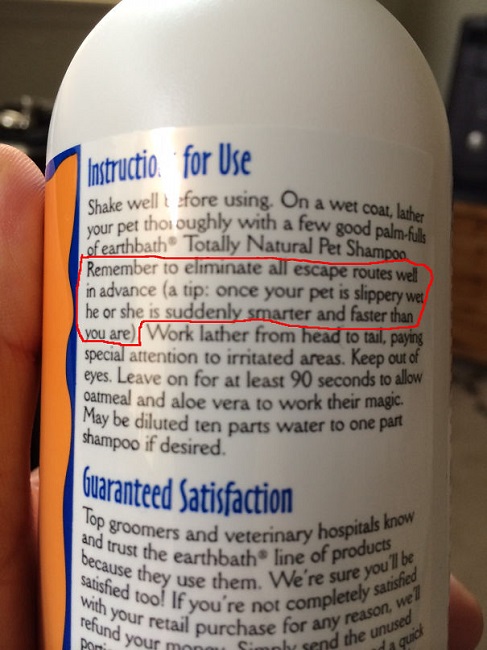 Instructions for Use
Shake well before using. On a wet coat, lather
your pet thoroughly with a few good palm-fulls
of earthbath® Totally Natural Pet Shampoo.
Remember to eliminate all escape routes well
in advance (a tip: once your pet is slippery wet
he or she is suddenly smarter and faster than
you are). Work lather from head to tail, paying
special attention to irritated areas. Keep out of
eyes. Leave on for at least 90 seconds to allow
oatmeal and aloe vera to work their magic.
May be diluted ten parts water to one part
shampoo if desired.
Guaranteed Satisfaction
Top groomers and veterinary hospitals know
and trust the earthbath® line of products
because they use them. We're sure you'll be
satisfied too! If you're not completely satisfied
with your retail purchase for any reason, we'll
refund your money. Simply send the unused